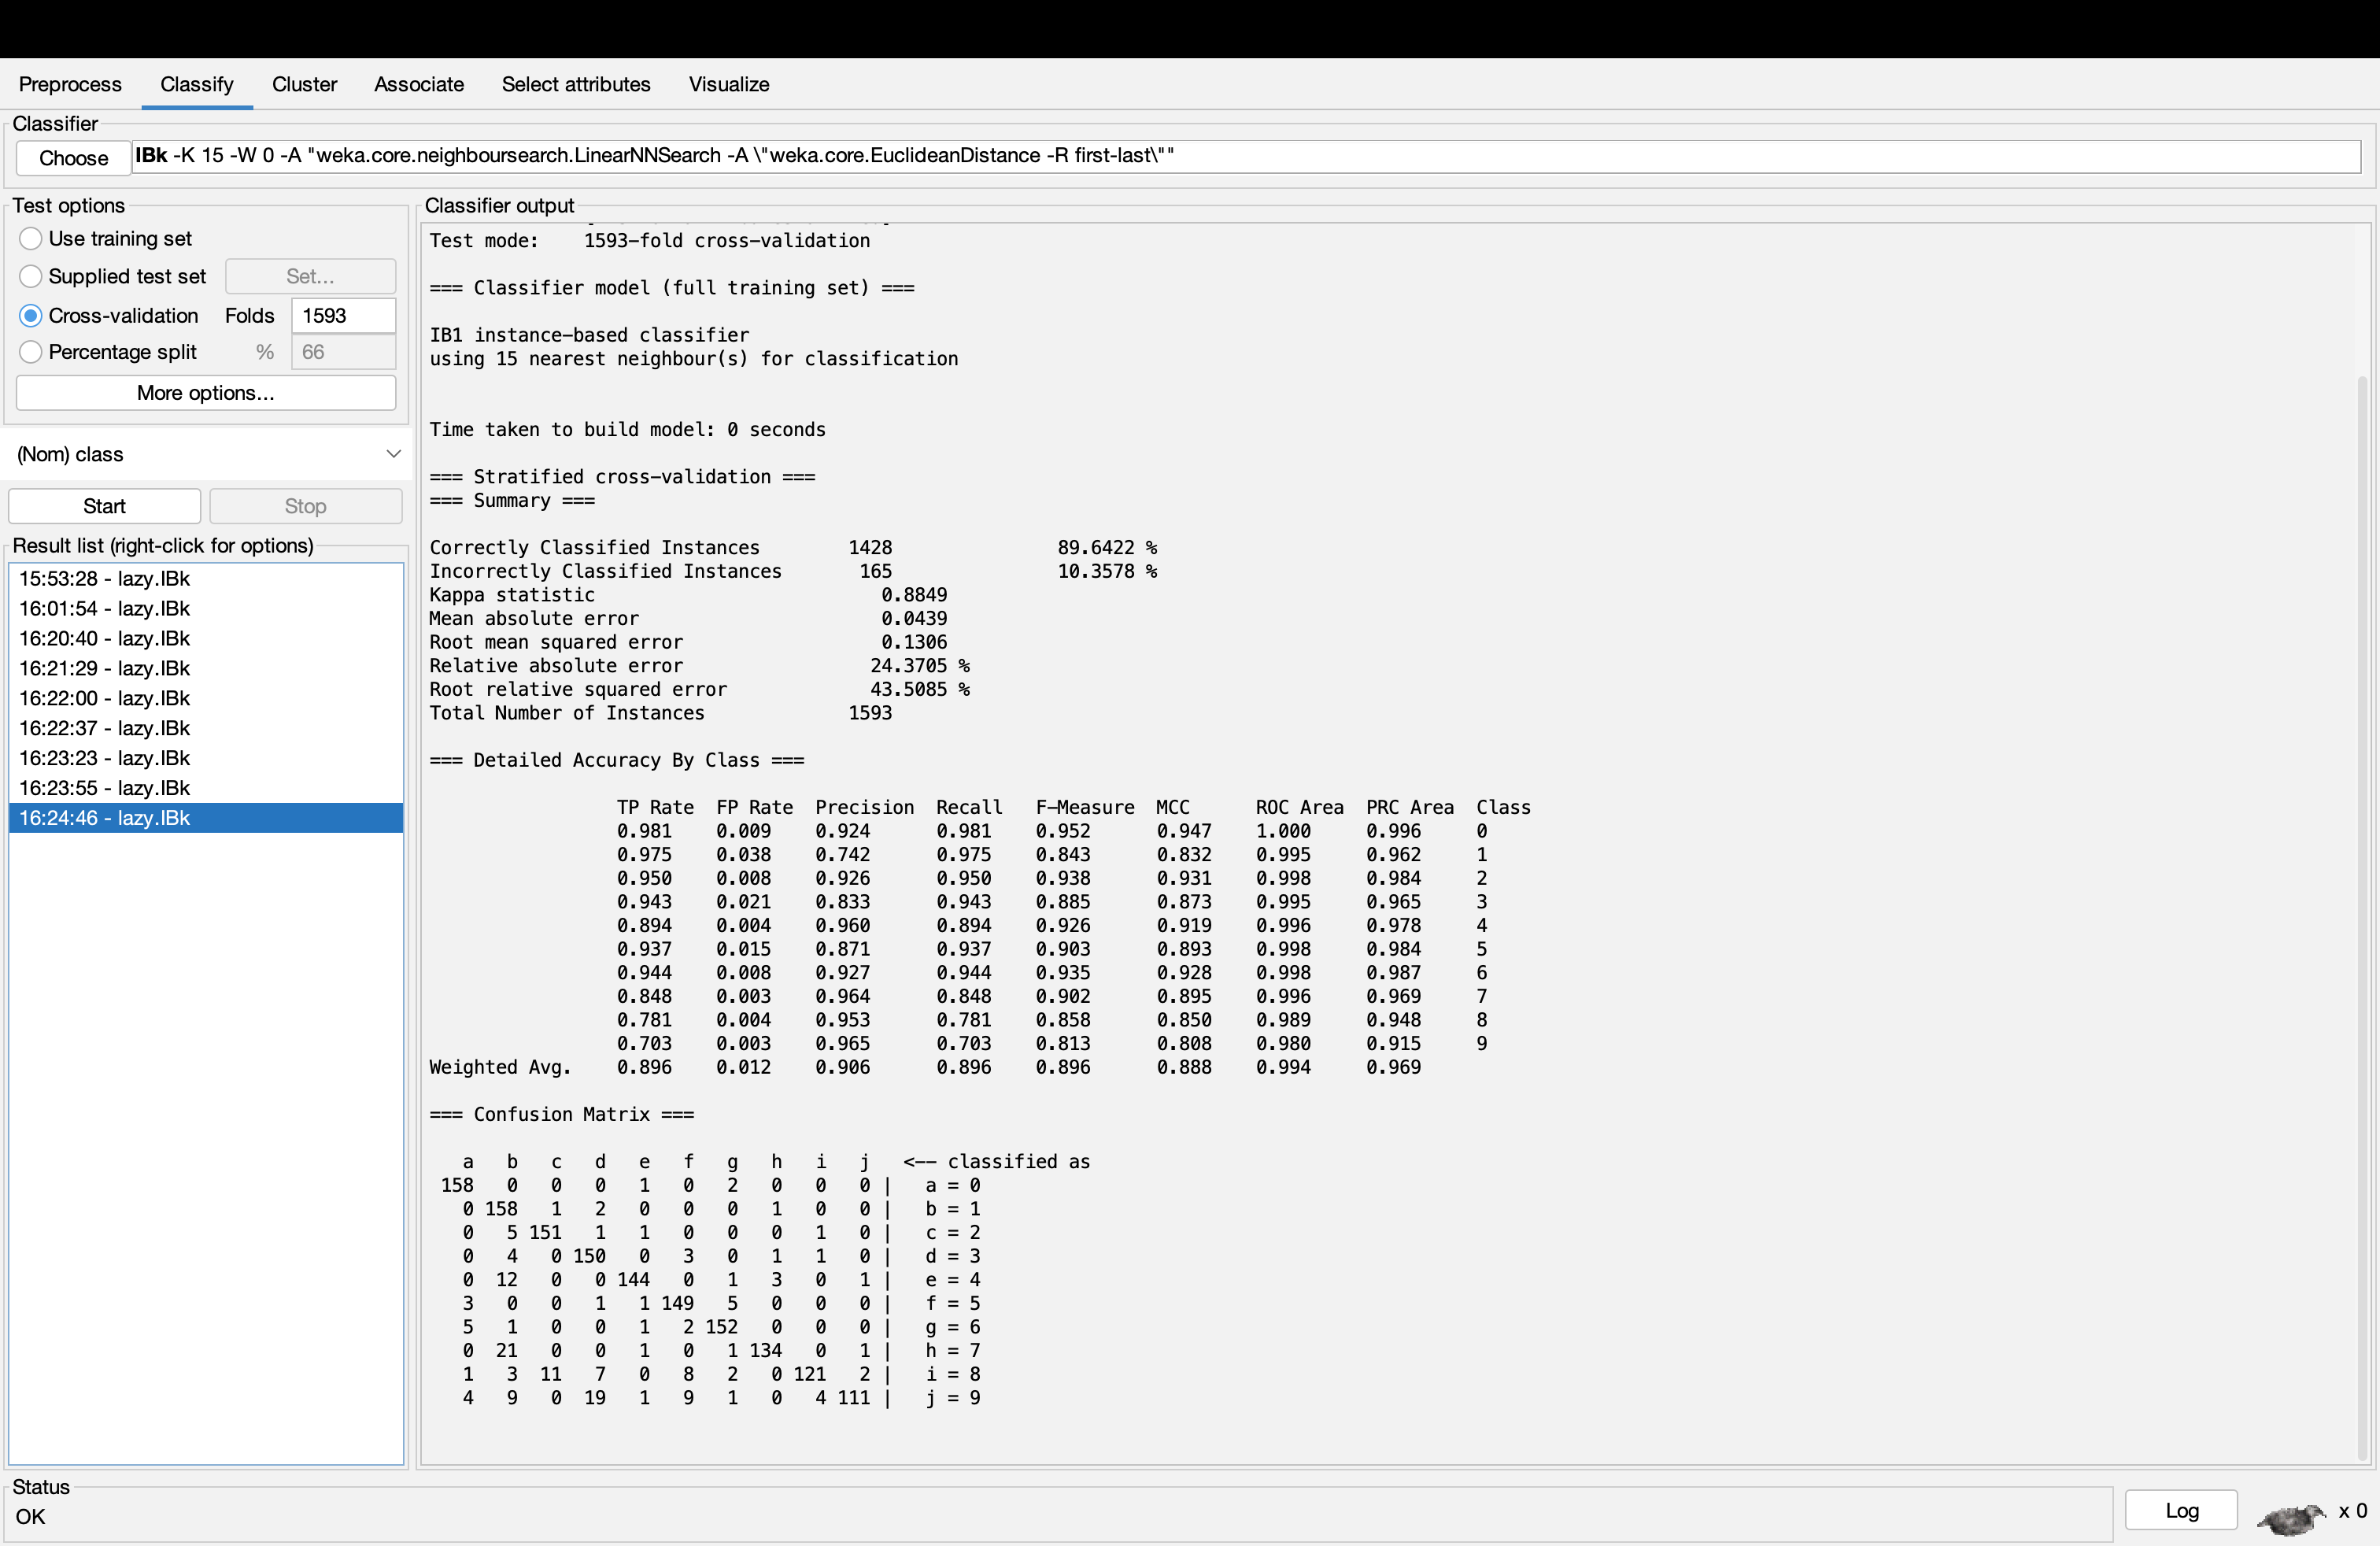 Preprocess Classify Cluster Associate Select attributes Visualize
Classifier
Choose IBk -K 15 -W 0 -A "weka.core.neighboursearch.LinearNNSearch -A \"weka.core.EuclideanDistance -R first-last\""
Test options
Use training set
Supplied test set Set...
Cross-validation Folds 1593
Percentage split % 66
More options...
(Nom) class
Start Stop
Result list (right-click for options)
15:53:28 - lazy.IBk
16:01:54 - lazy.IBk
16:20:40 - lazy.IBk
16:21:29 - lazy.IBk
16:22:00 - lazy.IBk
16:22:37 - lazy.IBk
16:23:23 - lazy.IBk
16:23:55 - lazy.IBk
16:24:46 - lazy.IBk
Classifier output
Test mode: 1593-fold cross-validation
=== Classifier model (full training set) ===
IB1 instance-based classifier
using 15 nearest neighbour(s) for classification
Time taken to build model: 0 seconds
=== Stratified cross-validation ===
=== Summary ===
Correctly Classified Instances 1428 89.6422 %
Incorrectly Classified Instances 165 10.3578 %
Kappa statistic 0.8849
Mean absolute error 0.0439
Root mean squared error 0.1306
Relative absolute error 24.3705 %
Root relative squared error 43.5085 %
Total Number of Instances 1593
=== Detailed Accuracy By Class ===
TP Rate FP Rate Precision Recall F-Measure MCC ROC Area PRC Area Class
0.981 0.009 0.924 0.981 0.952 0.947 1.000 0.996 0
0.975 0.038 0.742 0.975 0.843 0.832 0.995 0.962 1
0.950 0.008 0.926 0.950 0.938 0.931 0.998 0.984 2
0.943 0.021 0.833 0.943 0.885 0.873 0.995 0.965 3
0.894 0.004 0.960 0.894 0.926 0.919 0.996 0.978 4
0.937 0.015 0.871 0.937 0.903 0.893 0.998 0.984 5
0.944 0.008 0.927 0.944 0.935 0.928 0.998 0.987 6
0.848 0.003 0.964 0.848 0.902 0.895 0.996 0.969 7
0.781 0.004 0.953 0.781 0.858 0.850 0.989 0.948 8
0.703 0.003 0.965 0.703 0.813 0.808 0.980 0.915 9
Weighted Avg. 0.896 0.012 0.906 0.896 0.896 0.888 0.994 0.969
=== Confusion Matrix ===
a b c d e f g h i j <-- classified as
158 0 0 0 1 0 2 0 0 0 | a = 0
0 158 1 2 0 0 0 1 0 0 | b = 1
0 5 151 1 1 0 0 0 1 0 | c = 2
0 4 0 150 0 3 0 1 1 0 | d = 3
0 12 0 0 144 0 1 3 0 1 | e = 4
3 0 0 1 1 149 5 0 0 0 | f = 5
5 1 0 0 1 2 152 0 0 0 | g = 6
0 21 0 0 1 0 1 134 0 1 | h = 7
1 3 11 7 0 8 2 0 121 2 | i = 8
4 9 0 19 1 9 1 0 4 111 | j = 9
Status
OK
Log
x 0